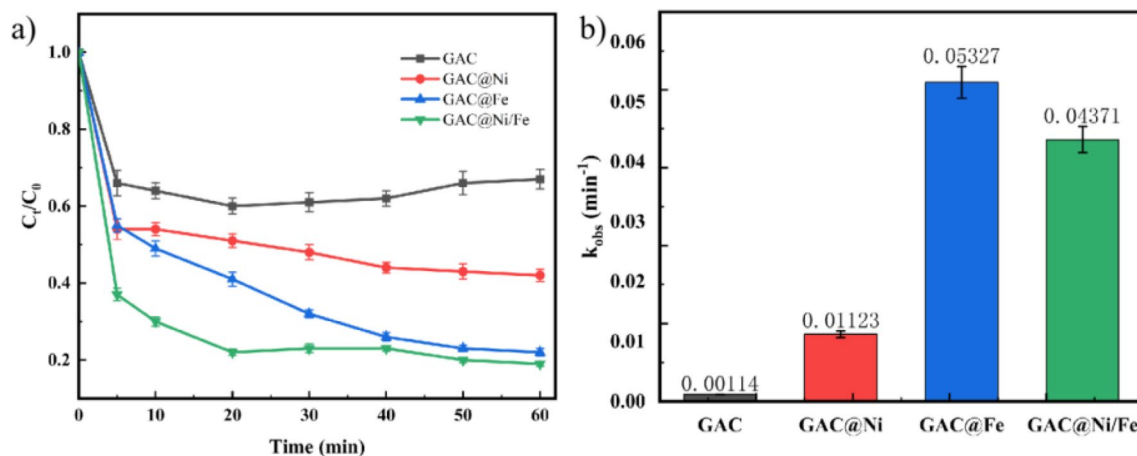 a)
1.0
0.8
0.6
0.4
0.2
0
10
20
30
40
50
60
Time (min)
Ct/C0
GAC
GAC@Ni
GAC@Fe
GAC@Ni/Fe
b)
0.06
0.05
0.04
0.03
0.02
0.01
0.00
kobs (min-1)
0.00114
0.01123
0.05327
0.04371
GAC
GAC@Ni
GAC@Fe
GAC@Ni/Fe